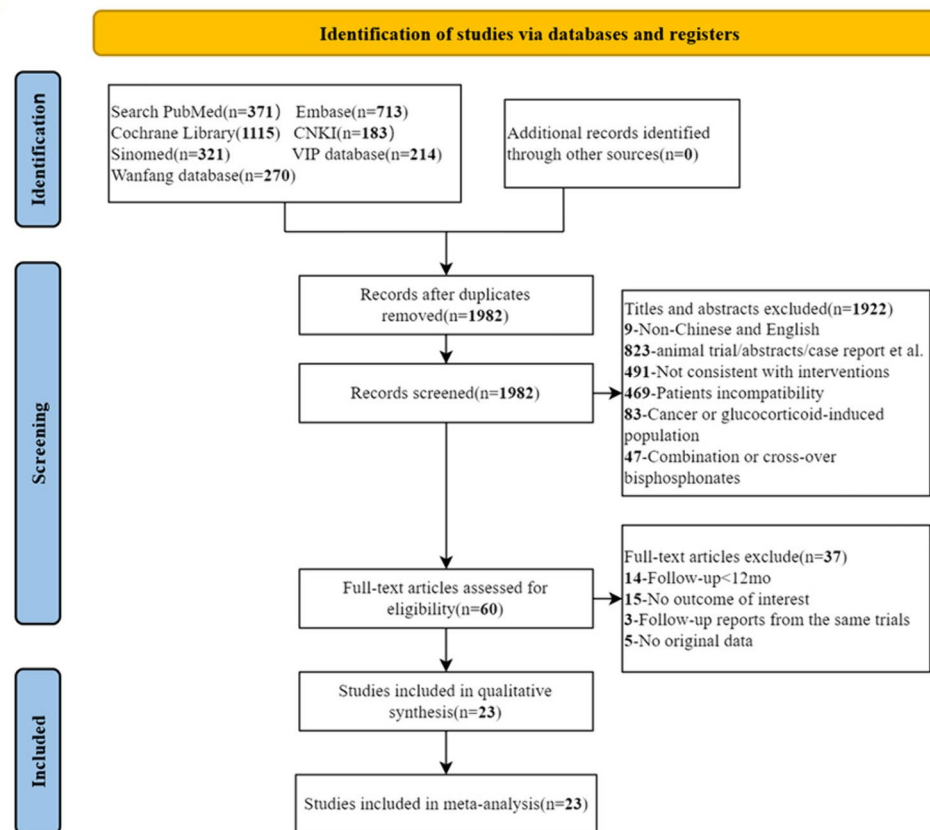 Identification of studies via databases and registers
Identification
Search PubMed(n=371) Embase(n=713)
Cochrane Library(1115) CNKI(n=183)
Sinomed(n=321) VIP database(n=214)
Wanfang database(n=270)
Additional records identified
through other sources(n=0)
Screening
Records after duplicates
removed(n=1982)
Records screened(n=1982)
Titles and abstracts excluded(n=1922)
9-Non-Chinese and English
823-animal trial/abstracts/case report et al.
491-Not consistent with interventions
469-Patients incompatibility
83-Cancer or glucocorticoid-induced
population
47-Combination or cross-over
bisphosphonates
Full-text articles assessed for
eligibility(n=60)
Full-text articles exclude(n=37)
14-Follow-up<12mo
15-No outcome of interest
3-Follow-up reports from the same trials
5-No original data
Included
Studies included in qualitative
synthesis(n=23)
Studies included in meta-analysis(n=23)